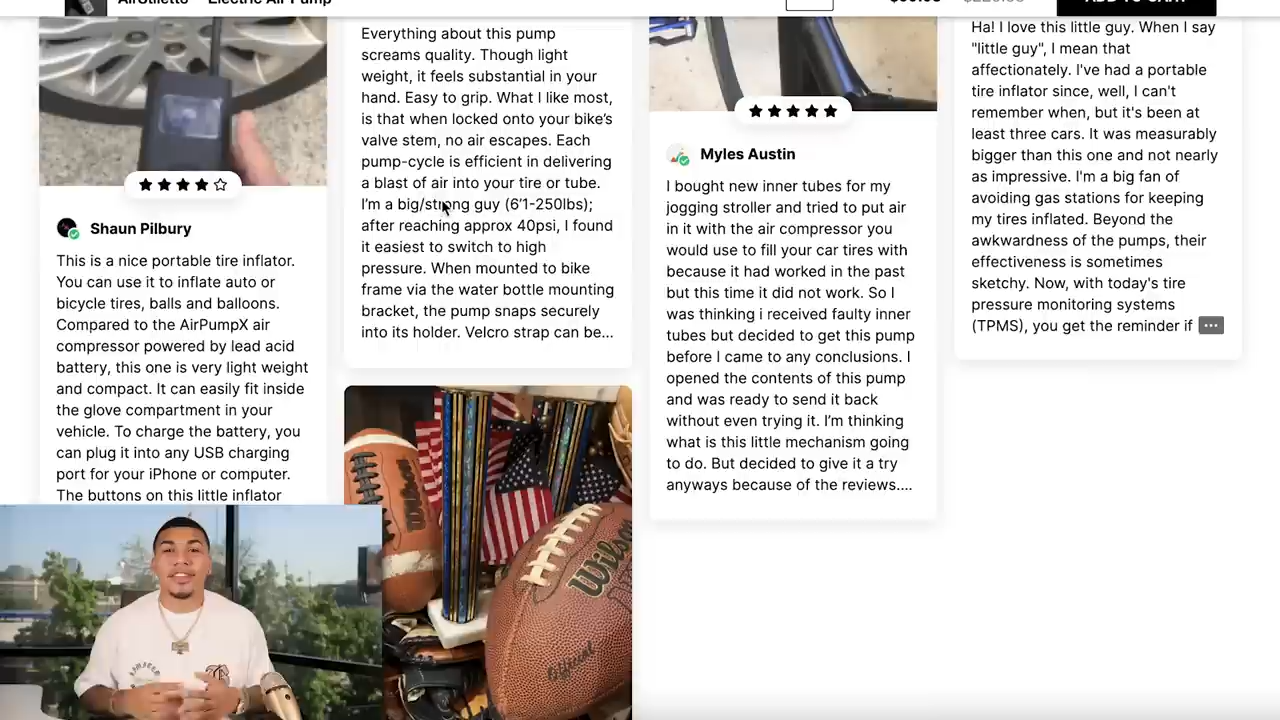 AirStiletto – Electric Air Pump
ADD TO CART
Shaun Pilbury
This is a nice portable tire inflator.
You can use it to inflate auto or
bicycle tires, balls and balloons.
Compared to the AirPumpX air
compressor powered by lead acid
battery, this one is very light weight
and compact. It can easily fit inside
the glove compartment in your
vehicle. To charge the battery, you
can plug it into any USB charging
port for your iPhone or computer.
The buttons on this little inflator
Everything about this pump
screams quality. Though light
weight, it feels substantial in your
hand. Easy to grip. What I like most,
is that when locked onto your bike’s
valve stem, no air escapes. Each
pump-cycle is efficient in delivering
a blast of air into your tire or tube.
I’m a big/strong guy (6’1-250lbs);
after reaching approx 40psi, I found
it easiest to switch to high
pressure. When mounted to bike
frame via the water bottle mounting
bracket, the pump snaps securely
into its holder. Velcro strap can be...
Wilson
Wilson
Myles Austin
I bought new inner tubes for my
jogging stroller and tried to put air
in it with the air compressor you
would use to fill your car tires with
because it had worked in the past
but this time it did not work. So I
was thinking i received faulty inner
tubes but decided to get this pump
before I came to any conclusions. I
opened the contents of this pump
and was ready to send it back
without even trying it. I’m thinking
what is this little mechanism going
to do. But decided to give it a try
anyways because of the reviews....
Ha! I love this little guy. When I say
"little guy", I mean that
affectionately. I've had a portable
tire inflator since, well, I can't
remember when, but it's been at
least three cars. It was measurably
bigger than this one and not nearly
as impressive. I'm a big fan of
avoiding gas stations for keeping
my tires inflated. Beyond the
awkwardness of the pumps, their
effectiveness is sometimes
sketchy. Now, with today's tire
pressure monitoring systems
(TPMS), you get the reminder if ...